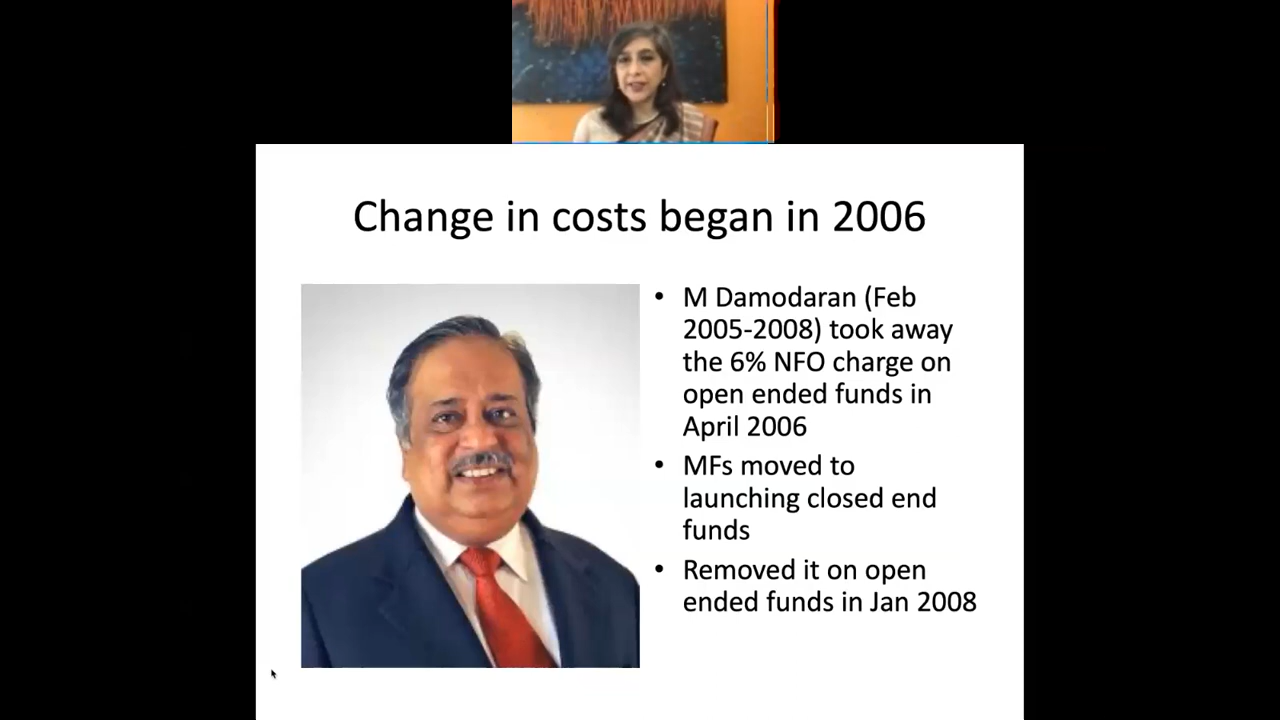 Change in costs began in 2006
• M Damodaran (Feb
2005-2008) took away
the 6% NFO charge on
open ended funds in
April 2006
• MFs moved to
launching closed end
funds
• Removed it on open
ended funds in Jan 2008